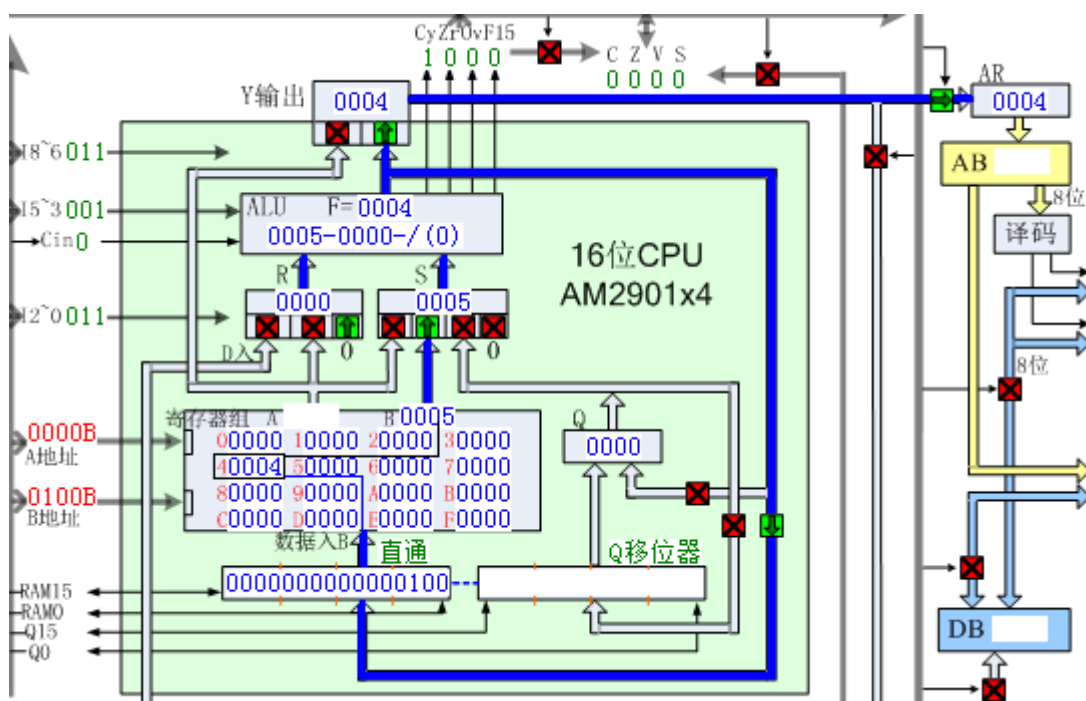 CyZrOvF15
1 0 0 0
C Z V S
0 0 0 0
Y输出
0004
AR
0004
I8~6 011
AB
8位
I5~3 001
ALU F= 0004
Cin 0
0005-0000-/(0)
译码
16位CPU
AM2901x4
R
S
0000
0005
I2~0 011
D入
0
0
8位
寄存器组 A
B 0005
Q
0000B
A地址
0 0000 1 0000 2 0000 3 0000
0000
4 0004 5 0000 6 0000 7 0000
0100B
B地址
8 0000 9 0000 A 0000 B 0000
C 0000 D 0000 E 0000 F 0000
数据入B
直通
Q移位器
RAM15
0000000000000100
RAM0
Q15
Q0
DB